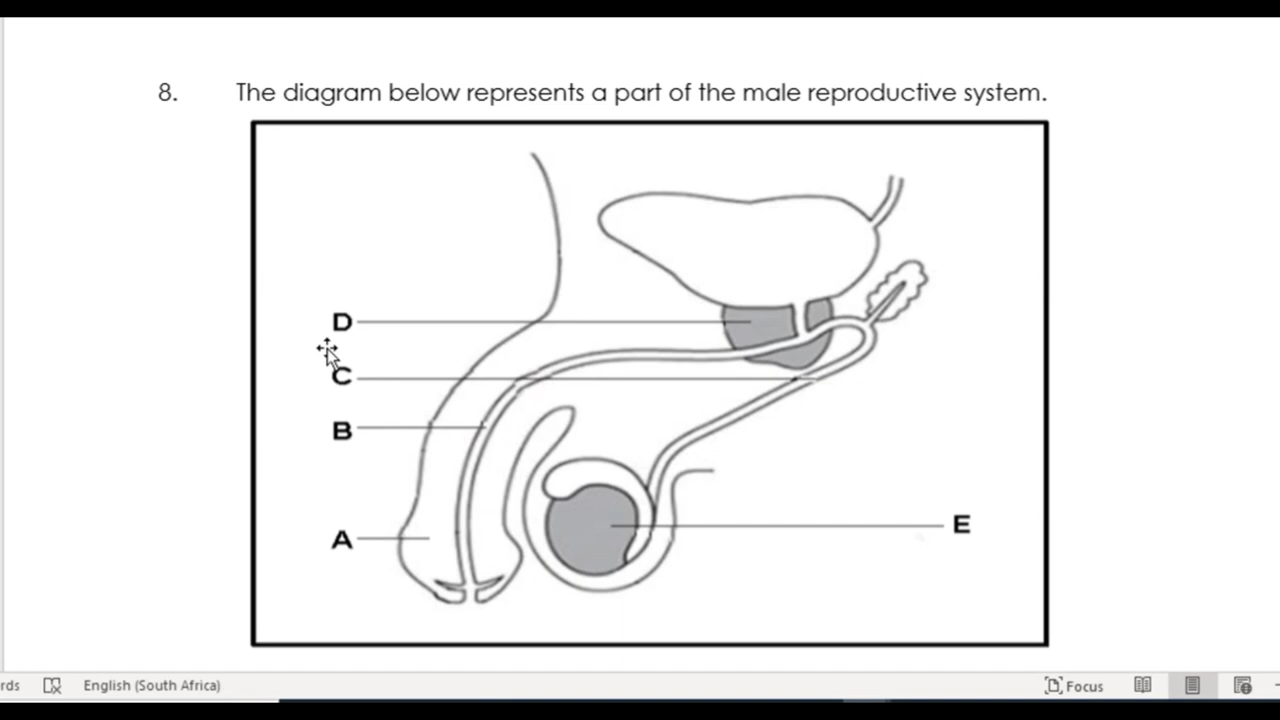 8. The diagram below represents a part of the male reproductive system.
D
C
B
A
E
rds English (South Africa) Focus